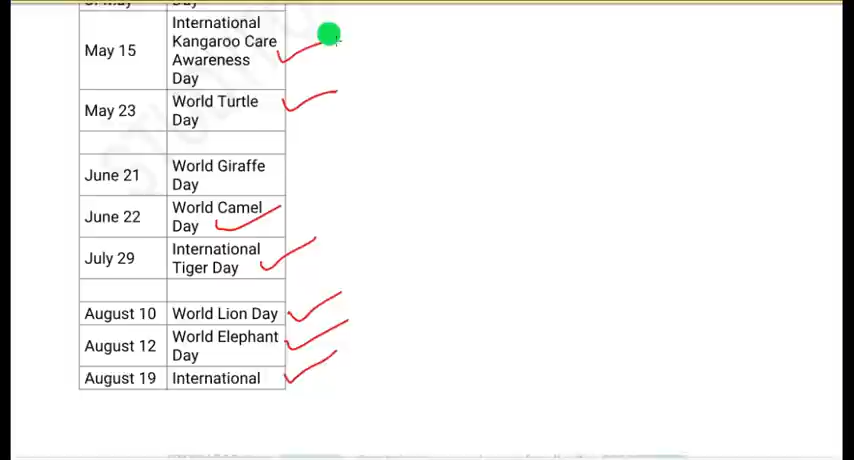 May 15
International
Kangaroo Care
Awareness
Day
May 23
World Turtle
Day
June 21
World Giraffe
Day
June 22
World Camel
Day
July 29
International
Tiger Day
August 10
World Lion Day
August 12
World Elephant
Day
August 19
International